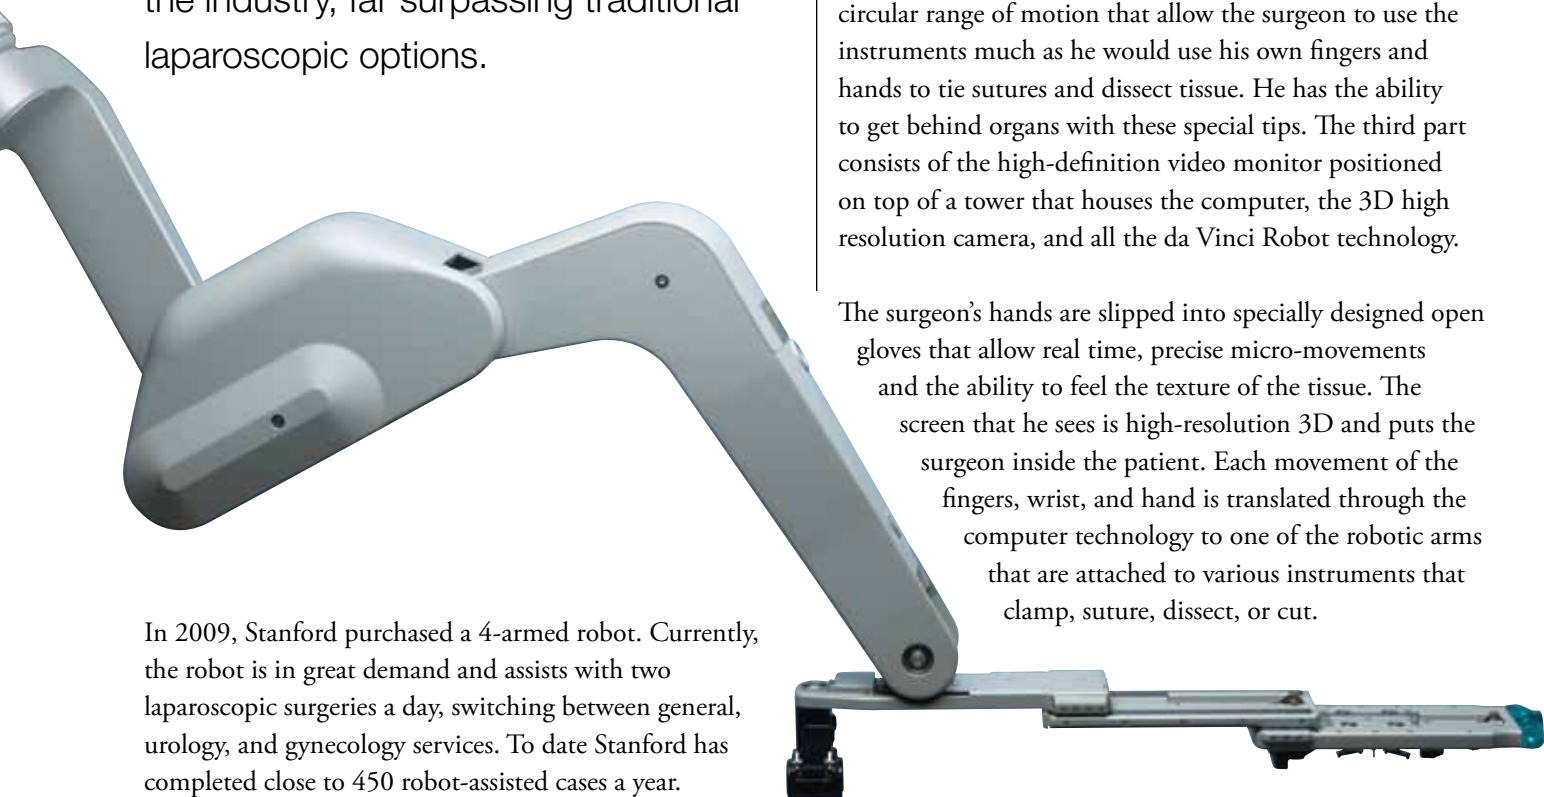 the industry, far surpassing traditional
laparoscopic options.
In 2009, Stanford purchased a 4-armed robot. Currently,
the robot is in great demand and assists with two
laparoscopic surgeries a day, switching between general,
urology, and gynecology services. To date Stanford has
completed close to 450 robot-assisted cases a year.
circular range of motion that allow the surgeon to use the
instruments much as he would use his own fingers and
hands to tie sutures and dissect tissue. He has the ability
to get behind organs with these special tips. The third part
consists of the high-definition video monitor positioned
on top of a tower that houses the computer, the 3D high
resolution camera, and all the da Vinci Robot technology.
The surgeon’s hands are slipped into specially designed open
gloves that allow real time, precise micro-movements
and the ability to feel the texture of the tissue. The
screen that he sees is high-resolution 3D and puts the
surgeon inside the patient. Each movement of the
fingers, wrist, and hand is translated through the
computer technology to one of the robotic arms
that are attached to various instruments that
clamp, suture, dissect, or cut.